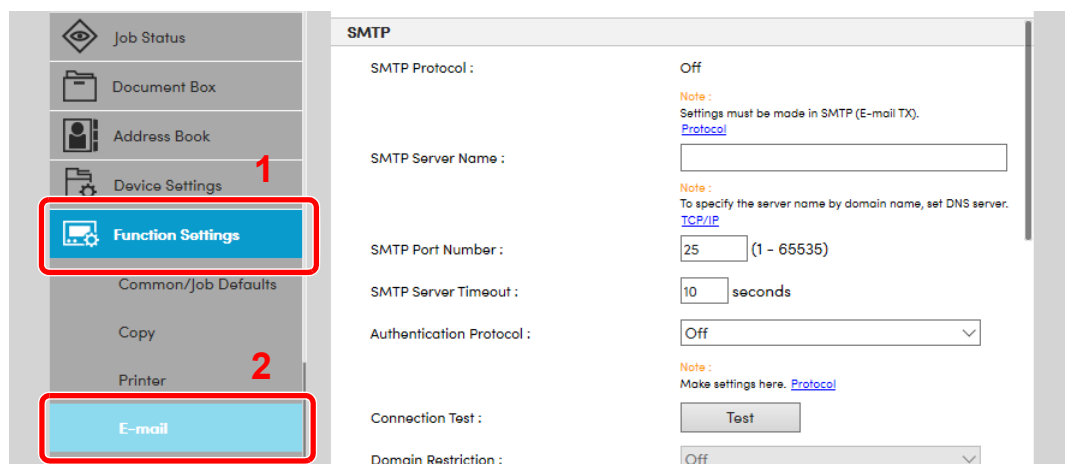 Job Status
Document Box
Address Book
1
Device Settings
Function Settings
Common/Job Defaults
Copy
2
Printer
E-mail
SMTP
SMTP Protocol :
Off
Note :
Settings must be made in SMTP (E-mail TX).
Protocol
SMTP Server Name :
Note :
To specify the server name by domain name, set DNS server.
TCP/IP
SMTP Port Number :
25 (1 - 65535)
SMTP Server Timeout :
10 seconds
Authentication Protocol :
Off
Note :
Make settings here. Protocol
Connection Test :
Test
Domain Restriction :
Off